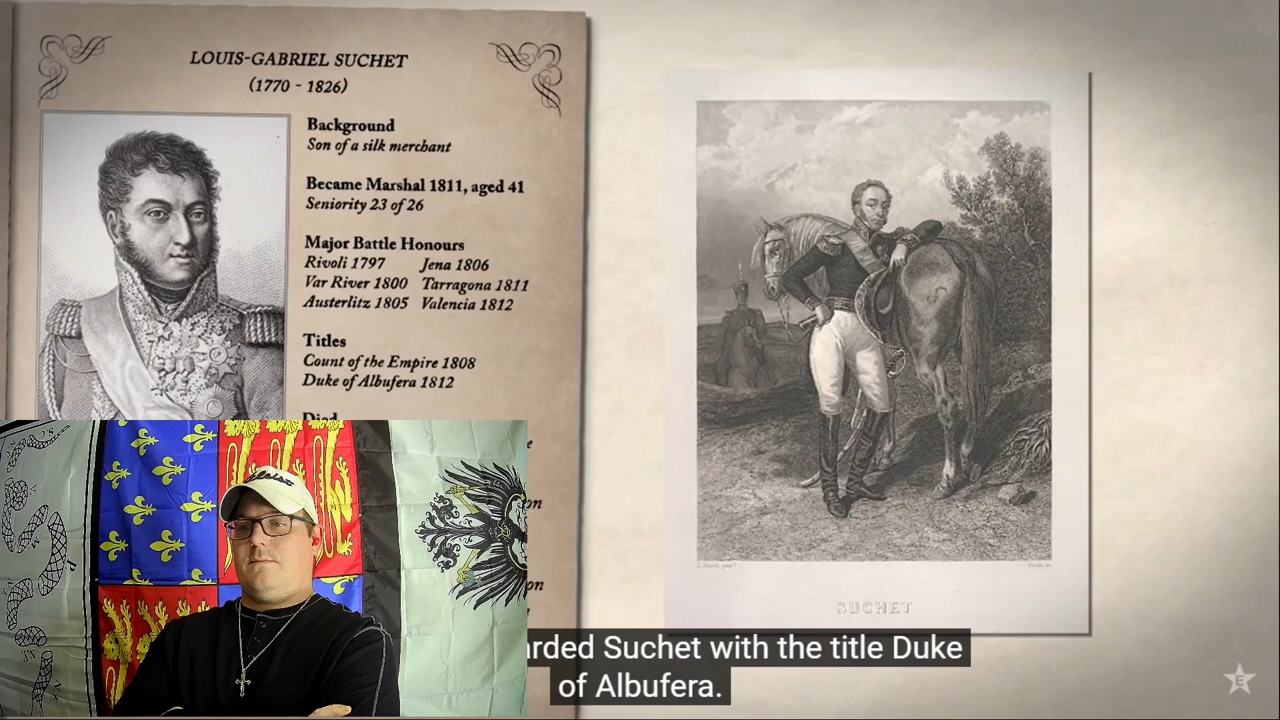 LOUIS-GABRIEL SUCHET
(1770 - 1826)
Background
Son of a silk merchant
Became Marshal 1811, aged 41
Seniority 23 of 26
Major Battle Honours
Rivoli 1797 Jena 1806
Var River 1800 Tarragona 1811
Austerlitz 1805 Valencia 1812
Titles
Count of the Empire 1808
Duke of Albufera 1812
Died
SUCHET
arded Suchet with the title Duke
of Albufera.
E